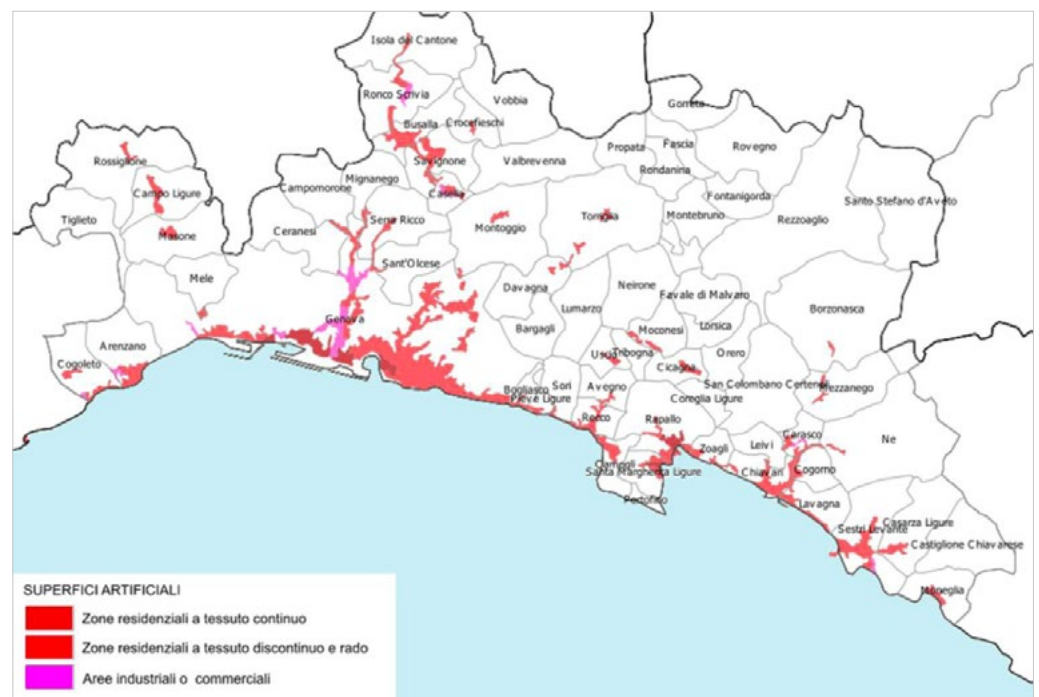 Isola del Cantone
Ronco Scrivia
Vobbia
Gorreto
Busalla
Crocefieschi
Rossiglione
Savignone
Valbrevenna
Propata
Fascia
Rovegno
Rondanina
Campo Ligure
Campomorone
Mignanego
Casella
Fontanigorda
Santo Stefano d'Aveto
Tiglieto
Masone
Ceranesi
Serra Ricco
Montoggio
Torriglia
Montebruno
Rezzoaglio
Mele
Sant'Olcese
Davagna
Neirone
Favale di Malvaro
Lumarzo
Borzonasca
Genova
Bargagli
Moconesi
Lorsica
Arenzano
Uscio
Tribogna
Orero
Cogoleto
Cicagna
Bogliasco
Sori
Avegno
San Colombano Certenoli
Mezzanego
Pieve Ligure
Coreglia Ligure
Recco
Rapallo
Zoagli
Leivi
Carasco
Ne
Camogli
Santa Margherita Ligure
Chiavari
Cogorno
Portofino
Lavagna
Sestri Levante
Casarza Ligure
Castiglione Chiavarese
Moneglia
SUPERFICI ARTIFICIALI
Zone residenziali a tessuto continuo
Zone residenziali a tessuto discontinuo e rado
Aree industriali o commerciali